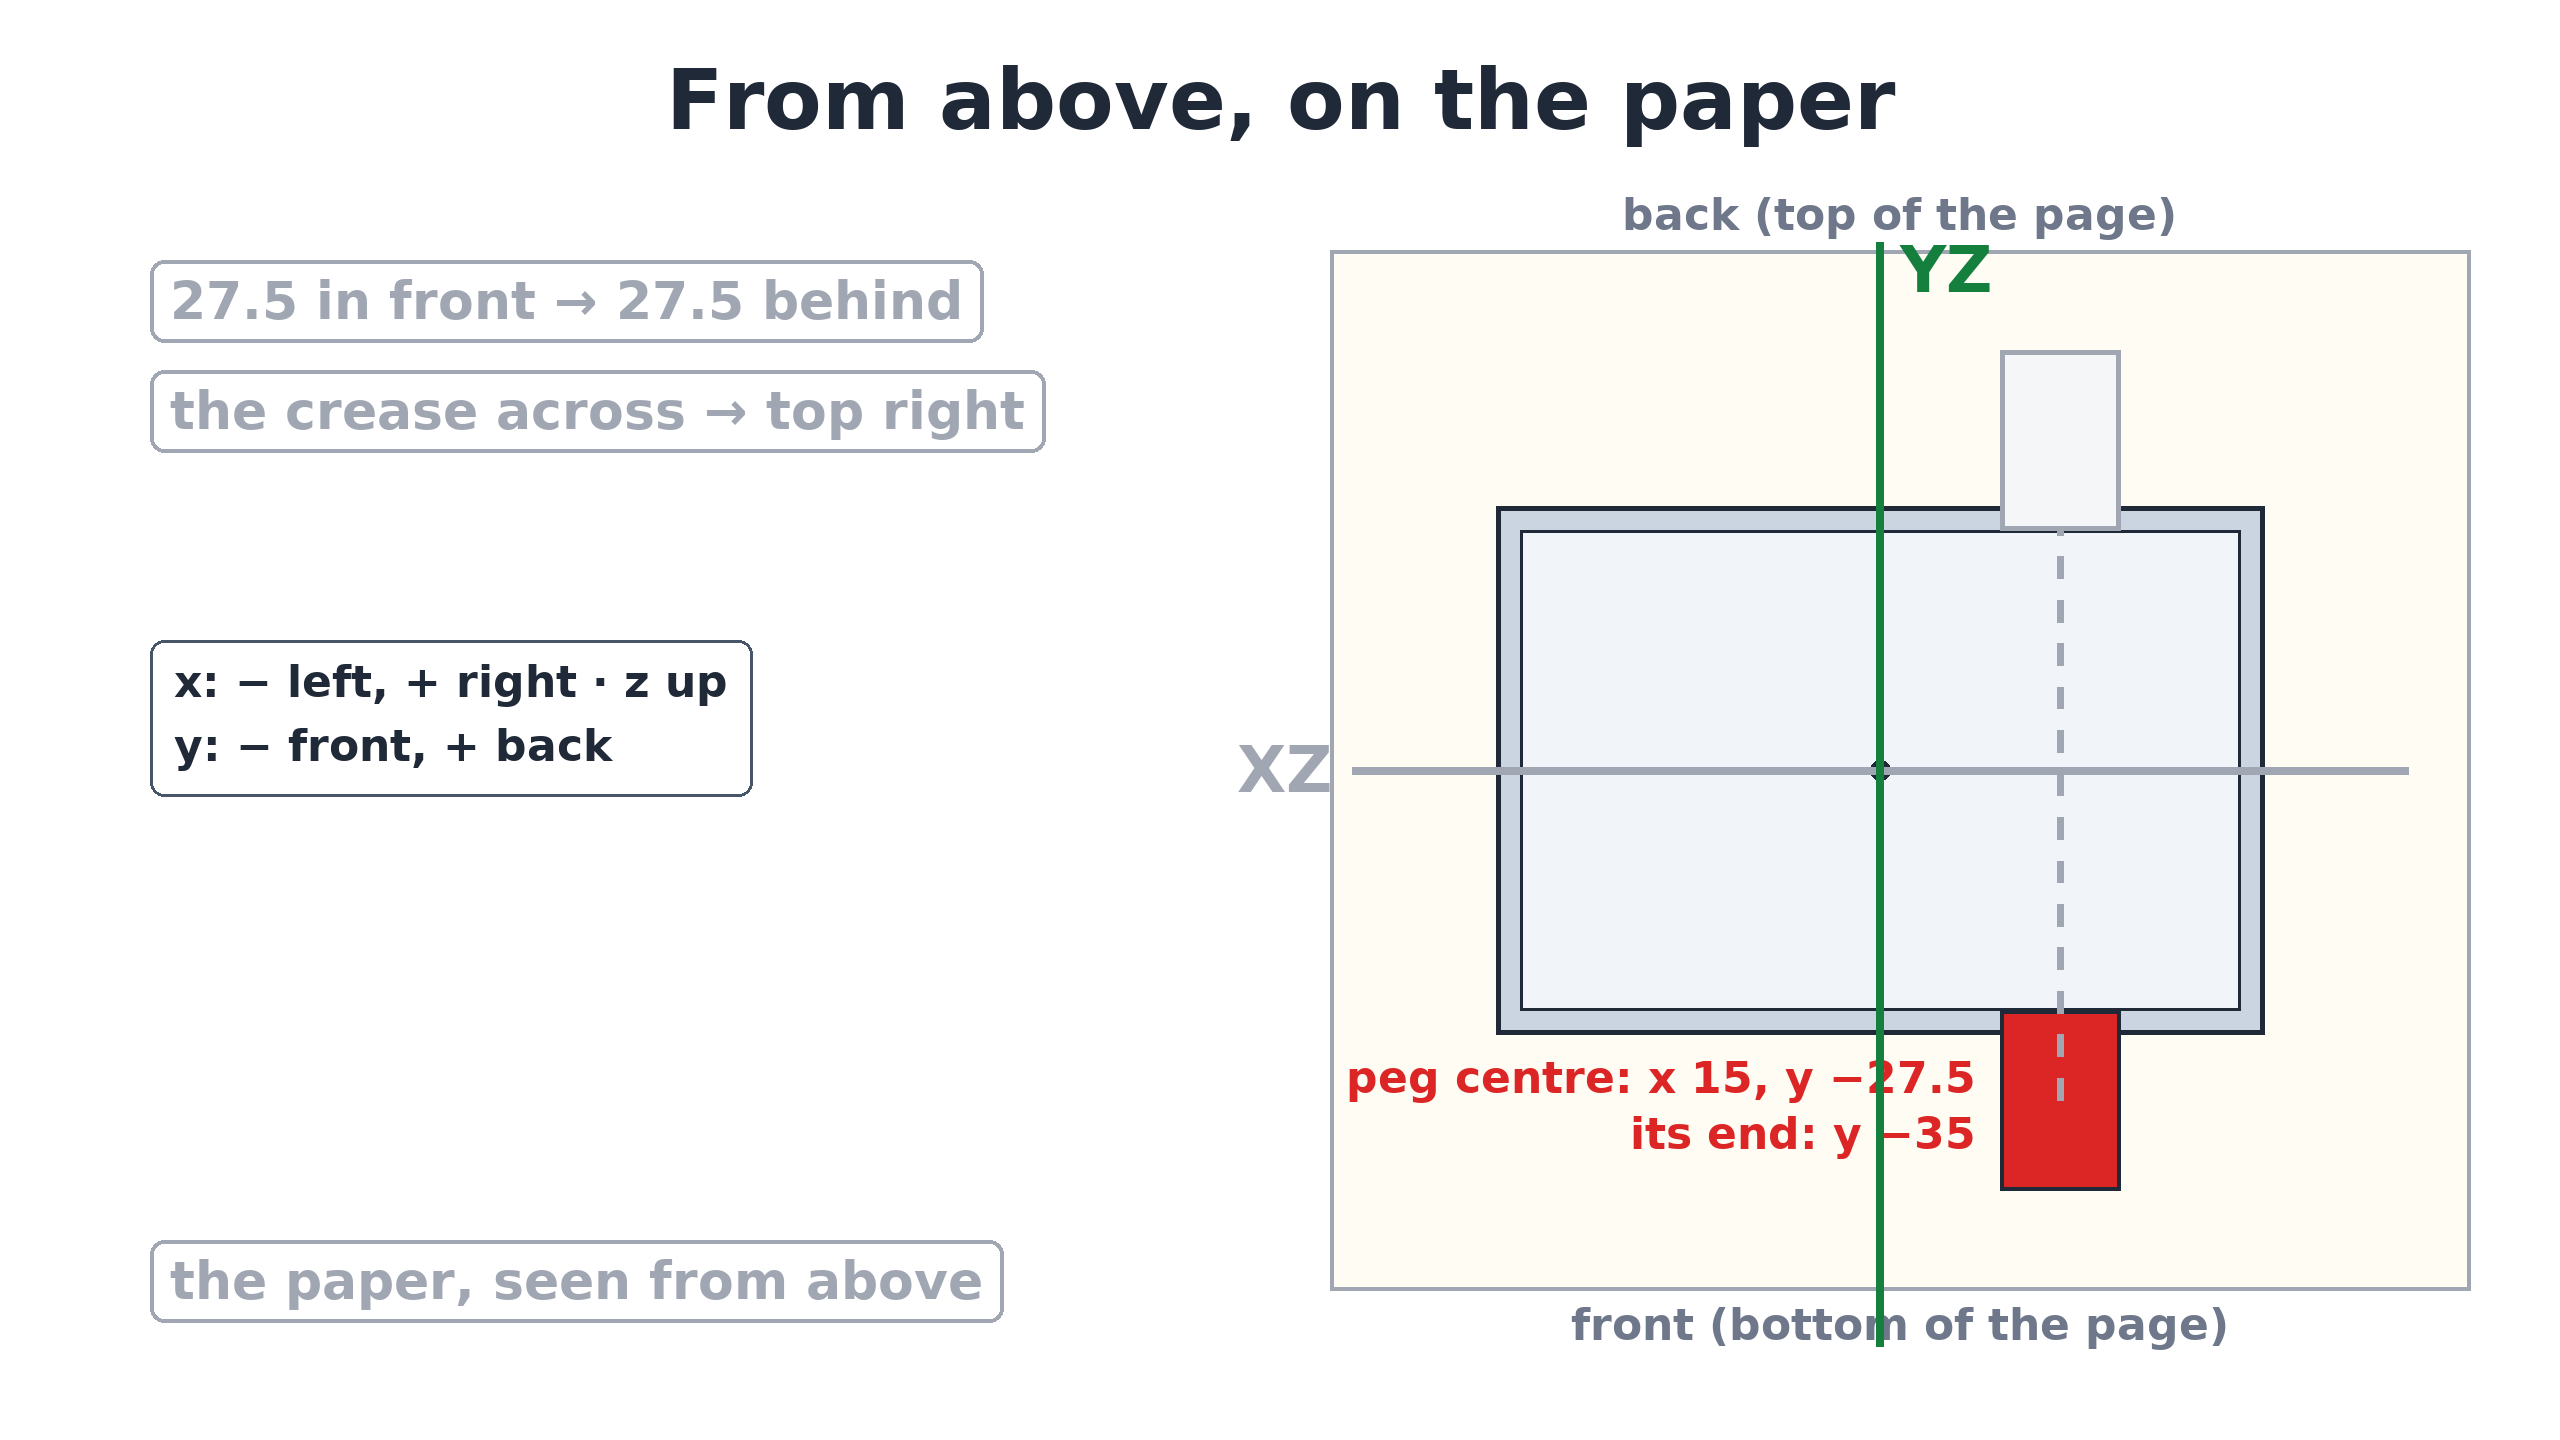 From above, on the paper
back (top of the page)
YZ
27.5 in front → 27.5 behind
the crease across → top right
x: − left, + right · z up
y: − front, + back
XZ
peg centre: x 15, y −27.5
its end: y −35
the paper, seen from above
front (bottom of the page)